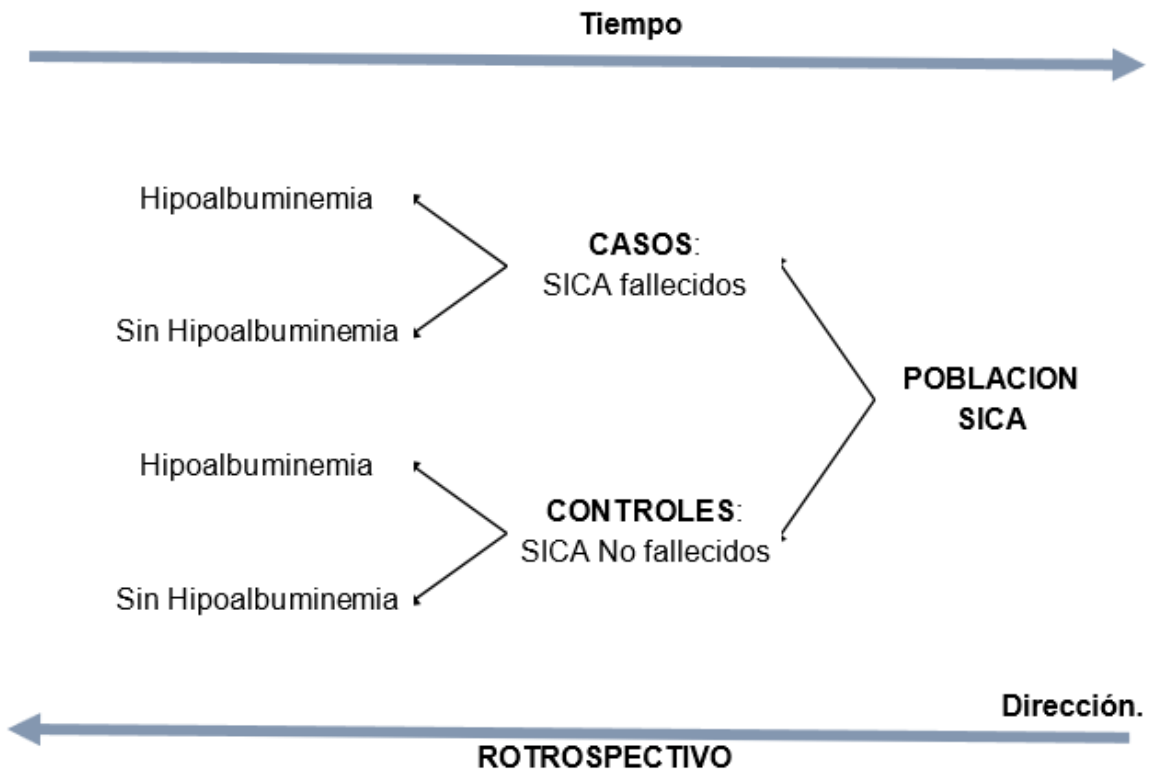 Tiempo
Hipoalbuminemia
CASOS:
SICA fallecidos
Sin Hipoalbuminemia
POBLACION
SICA
Hipoalbuminemia
CONTROLES:
SICA No fallecidos
Sin Hipoalbuminemia
Dirección.
ROTROSPECTIVO